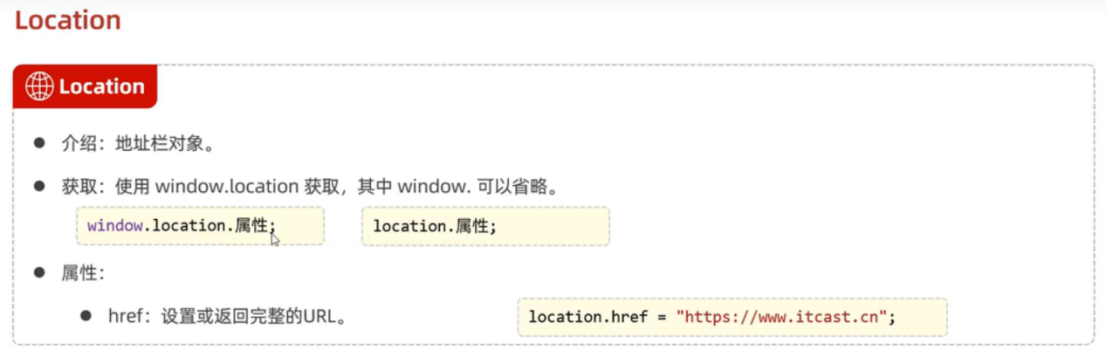 Location
Location
介绍：地址栏对象。
获取：使用 window.location 获取，其中 window. 可以省略。
window.location.属性; location.属性;
属性：
href：设置或返回完整的URL。 location.href = "https://www.itcast.cn";